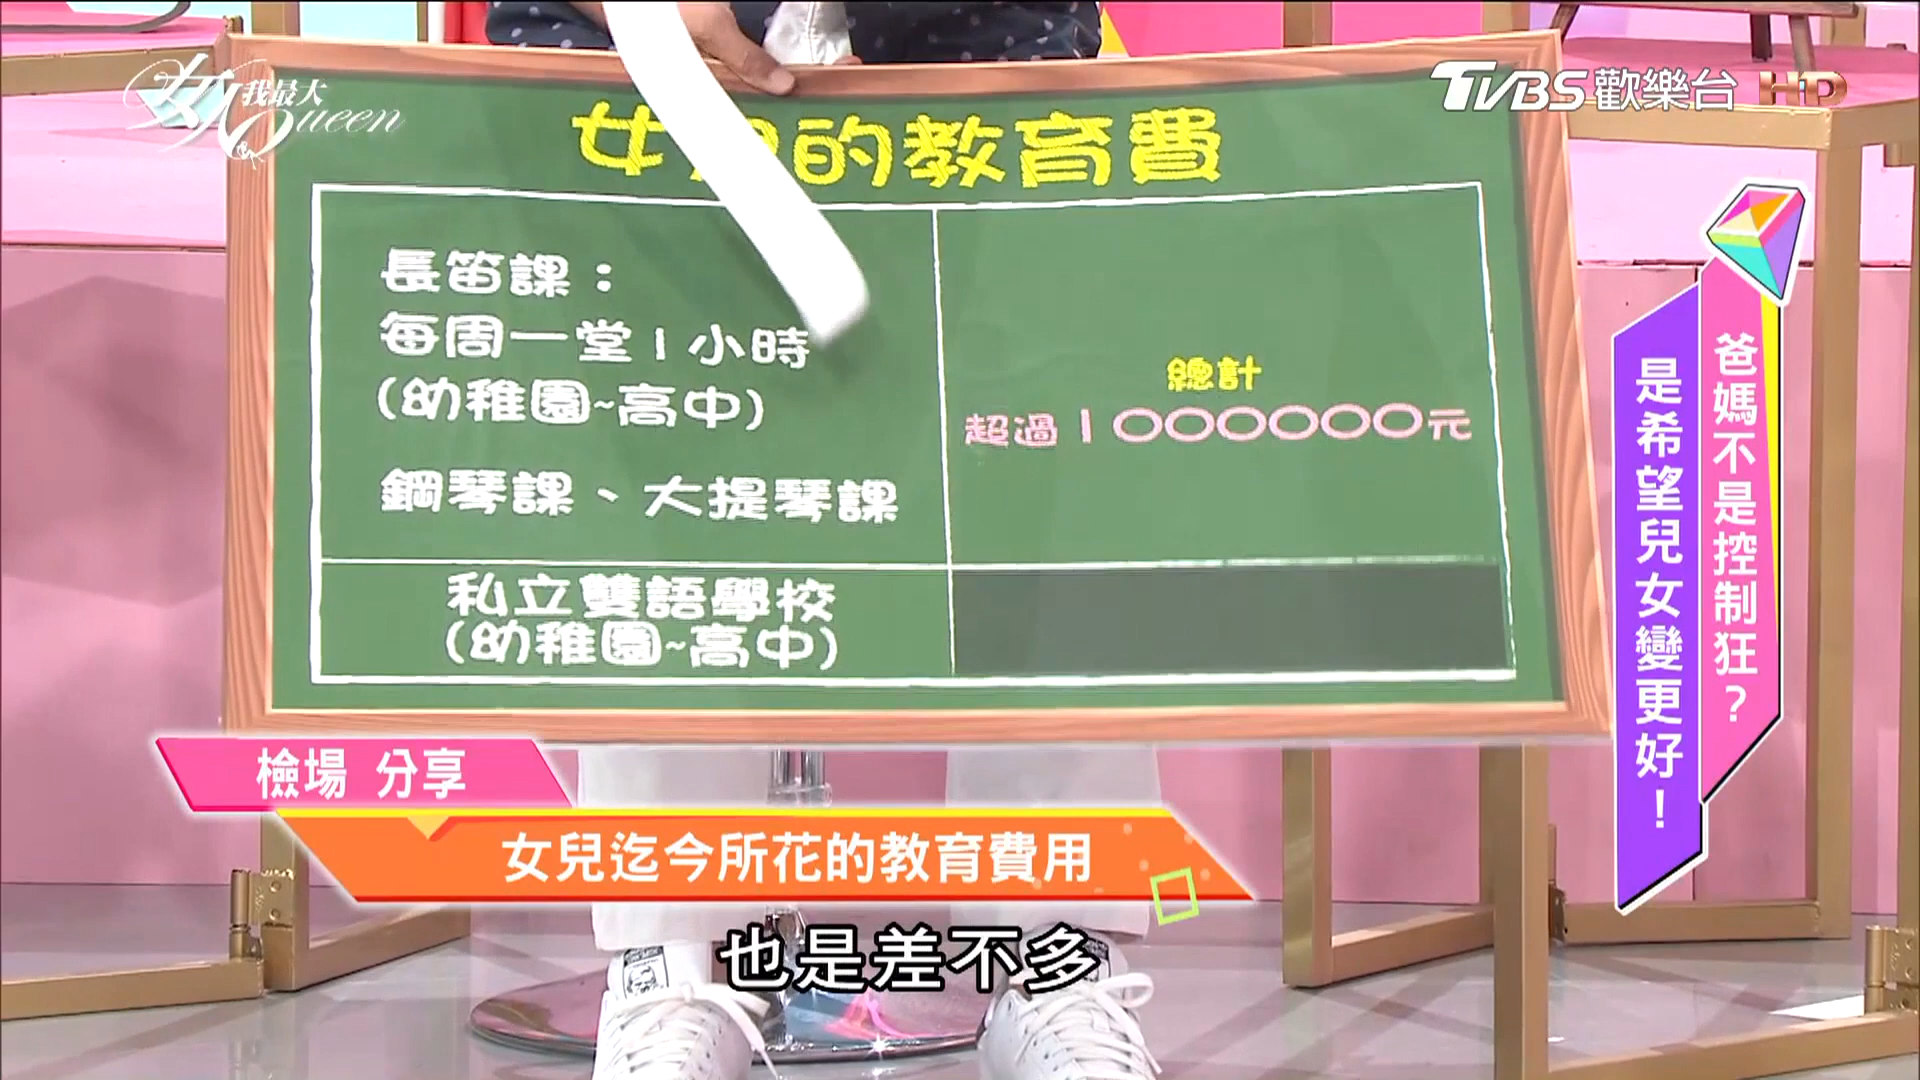 女人我最大
Queen
TVBS歡樂台 HD
的教育費
長笛課：
每周一堂1小時
(幼稚園~高中)
鋼琴課、大提琴課
總計
超過1000000元
私立雙語學校
(幼稚園~高中)
爸媽不是控制狂？
是希望兒女變更好！
檢場 分享
女兒迄今所花的教育費用
也是差不多